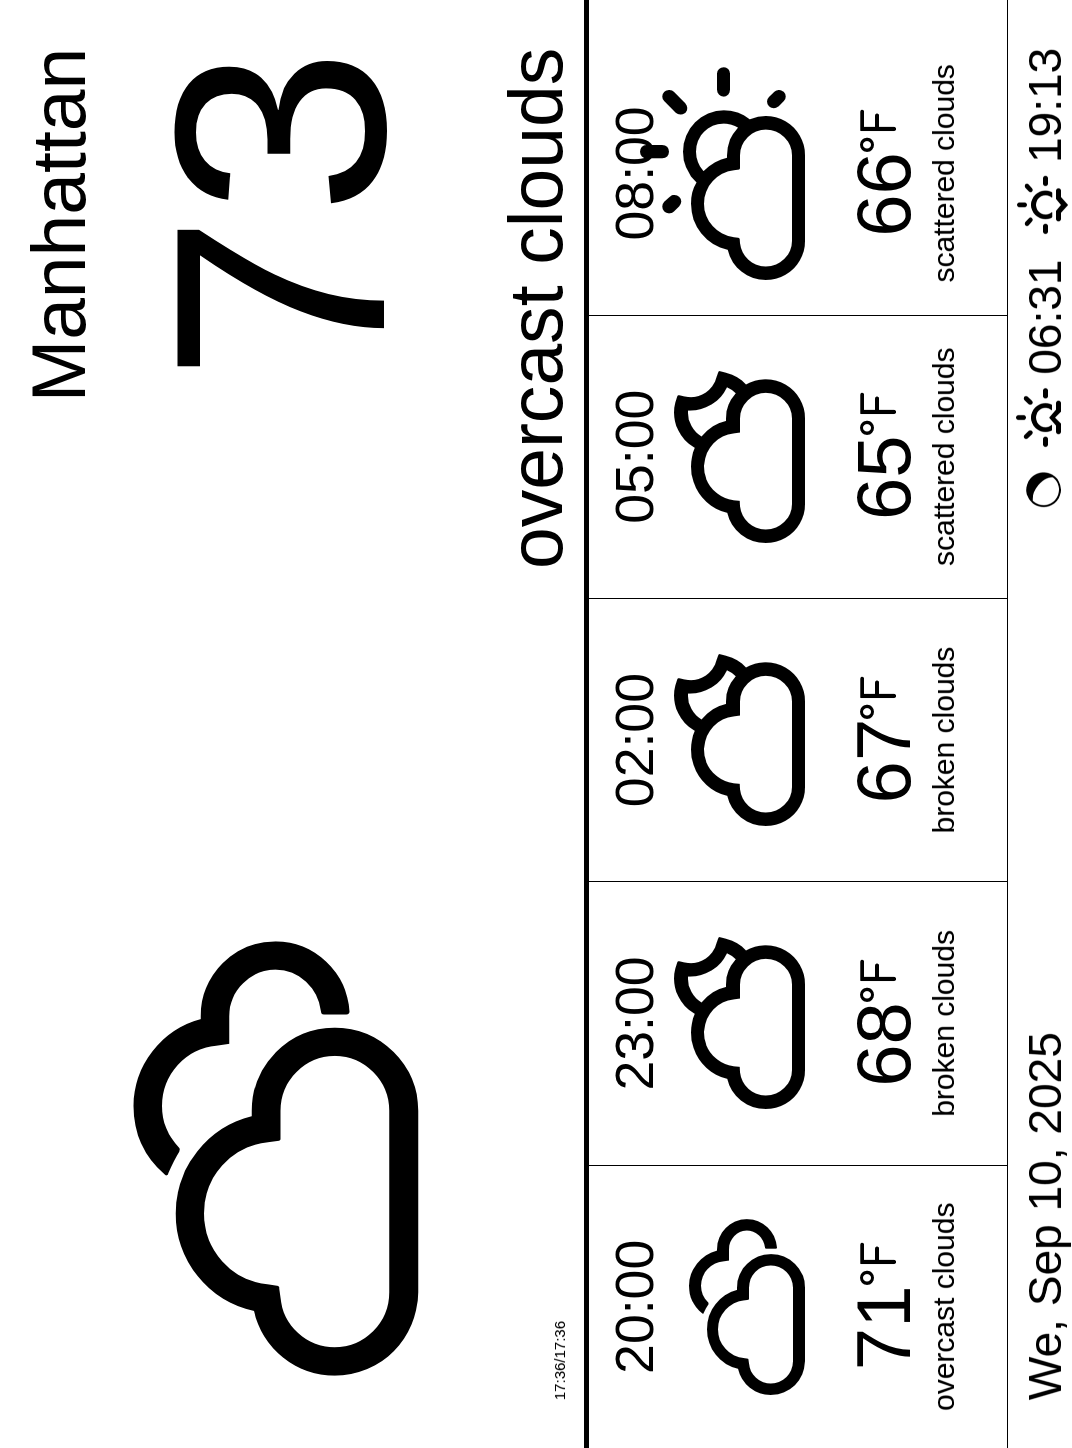 Manhattan
73
overcast clouds
17:36/17:36
20:00
71°F
overcast clouds
23:00
68°F
broken clouds
02:00
67°F
broken clouds
05:00
65°F
scattered clouds
08:00
66°F
scattered clouds
We, Sep 10, 2025
06:31
19:13